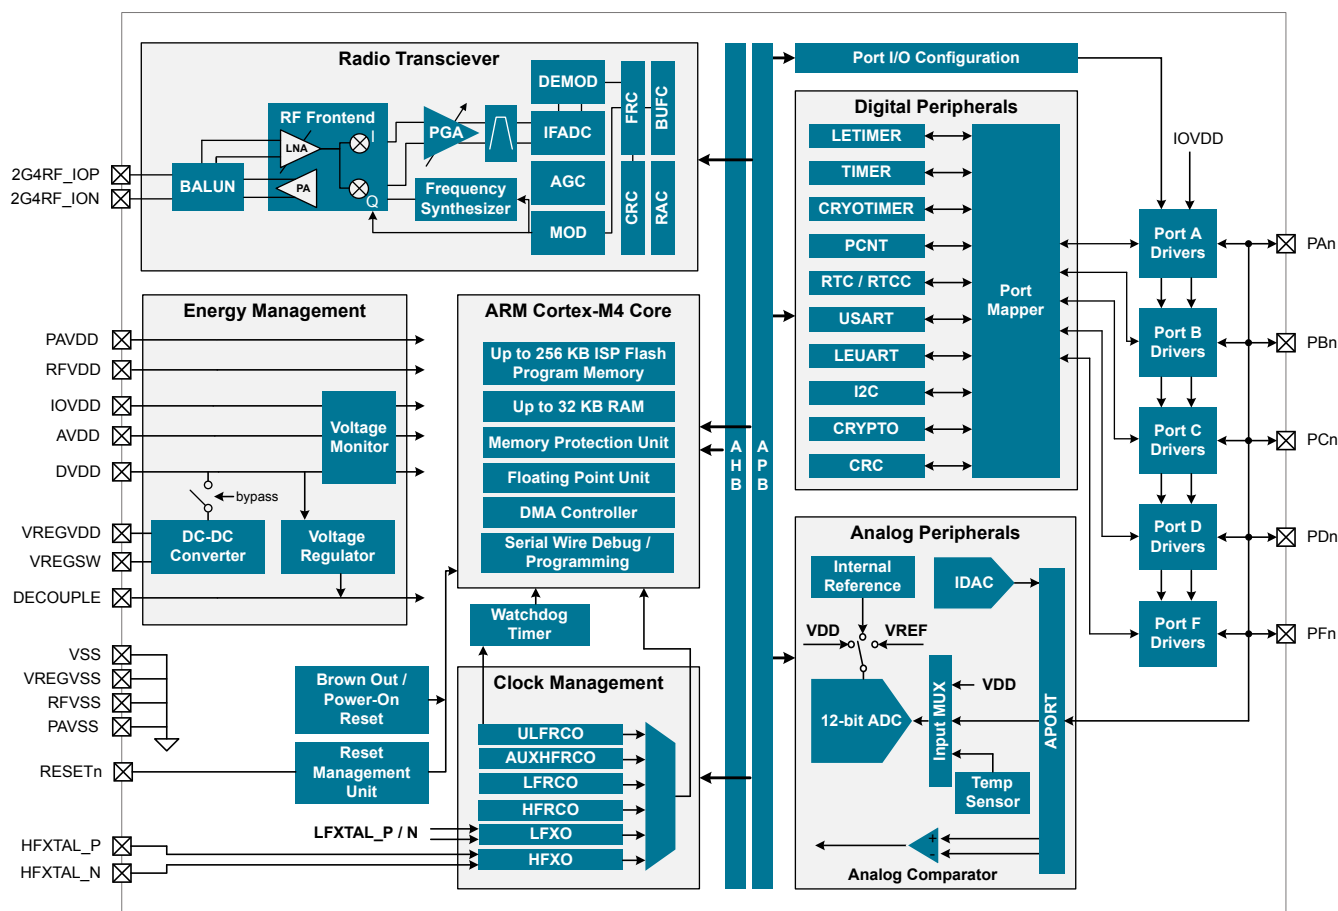 Radio Transciever
RF Frontend
LNA
PA
I
Q
PGA
DEMOD
IFADC
AGC
MOD
Frequency
Synthesizer
FRC
BUFC
CRC
RAC
BALUN
2G4RF_IOP
2G4RF_ION
Energy Management
PAVDD
RFVDD
IOVDD
AVDD
DVDD
Voltage
Monitor
bypass
VREGVDD
VREGSW
DC-DC
Converter
Voltage
Regulator
DECOUPLE
VSS
VREGVSS
RFVSS
PAVSS
RESETn
HFXTAL_P
HFXTAL_N
Brown Out /
Power-On
Reset
Reset
Management
Unit
LFXTAL_P / N
ARM Cortex-M4 Core
Up to 256 KB ISP Flash
Program Memory
Up to 32 KB RAM
Memory Protection Unit
Floating Point Unit
DMA Controller
Serial Wire Debug /
Programming
Watchdog
Timer
Clock Management
ULFRCO
AUXHFRCO
LFRCO
HFRCO
LFXO
HFXO
A
H
B
A
P
B
Port I/O Configuration
Digital Peripherals
LETIMER
TIMER
CRYOTIMER
PCNT
RTC / RTCC
USART
LEUART
I2C
CRYPTO
CRC
Port
Mapper
IOVDD
Port A
Drivers
Port B
Drivers
Port C
Drivers
Port D
Drivers
Port F
Drivers
PAn
PBn
PCn
PDn
PFn
Analog Peripherals
Internal
Reference
IDAC
VDD
VREF
12-bit ADC
Input MUX
VDD
Temp
Sensor
APORT
+
-
Analog Comparator